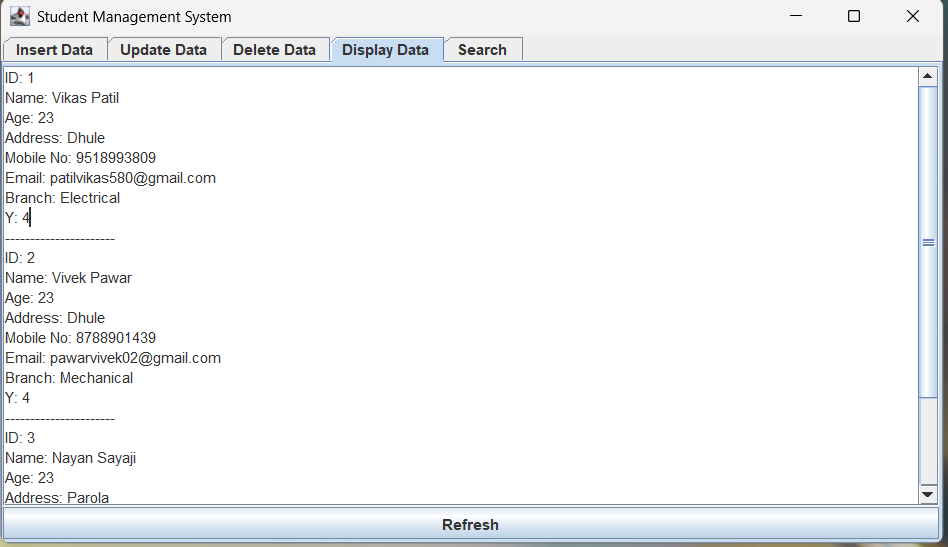 Student Management System
Insert Data Update Data Delete Data Display Data Search
ID: 1
Name: Vikas Patil
Age: 23
Address: Dhule
Mobile No: 9518993809
Email: patilvikas580@gmail.com
Branch: Electrical
Y: 4
----------------------
ID: 2
Name: Vivek Pawar
Age: 23
Address: Dhule
Mobile No: 8788901439
Email: pawarvivek02@gmail.com
Branch: Mechanical
Y: 4
----------------------
ID: 3
Name: Nayan Sayaji
Age: 23
Address: Parola
Refresh